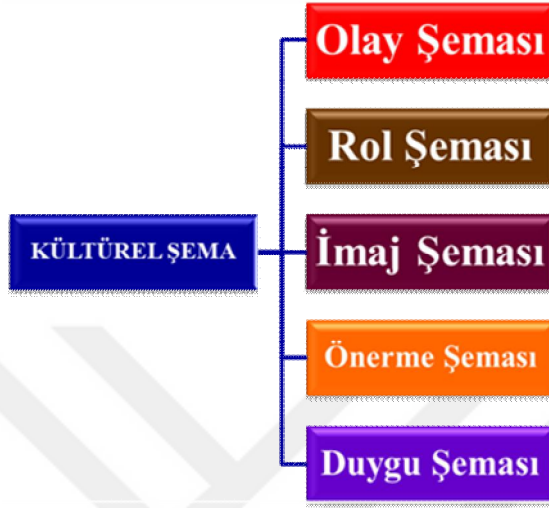 Olay Şeması
Rol Şeması
KÜLTÜREL ŞEMA
İmaj Şeması
Önerme Şeması
Duygu Şeması